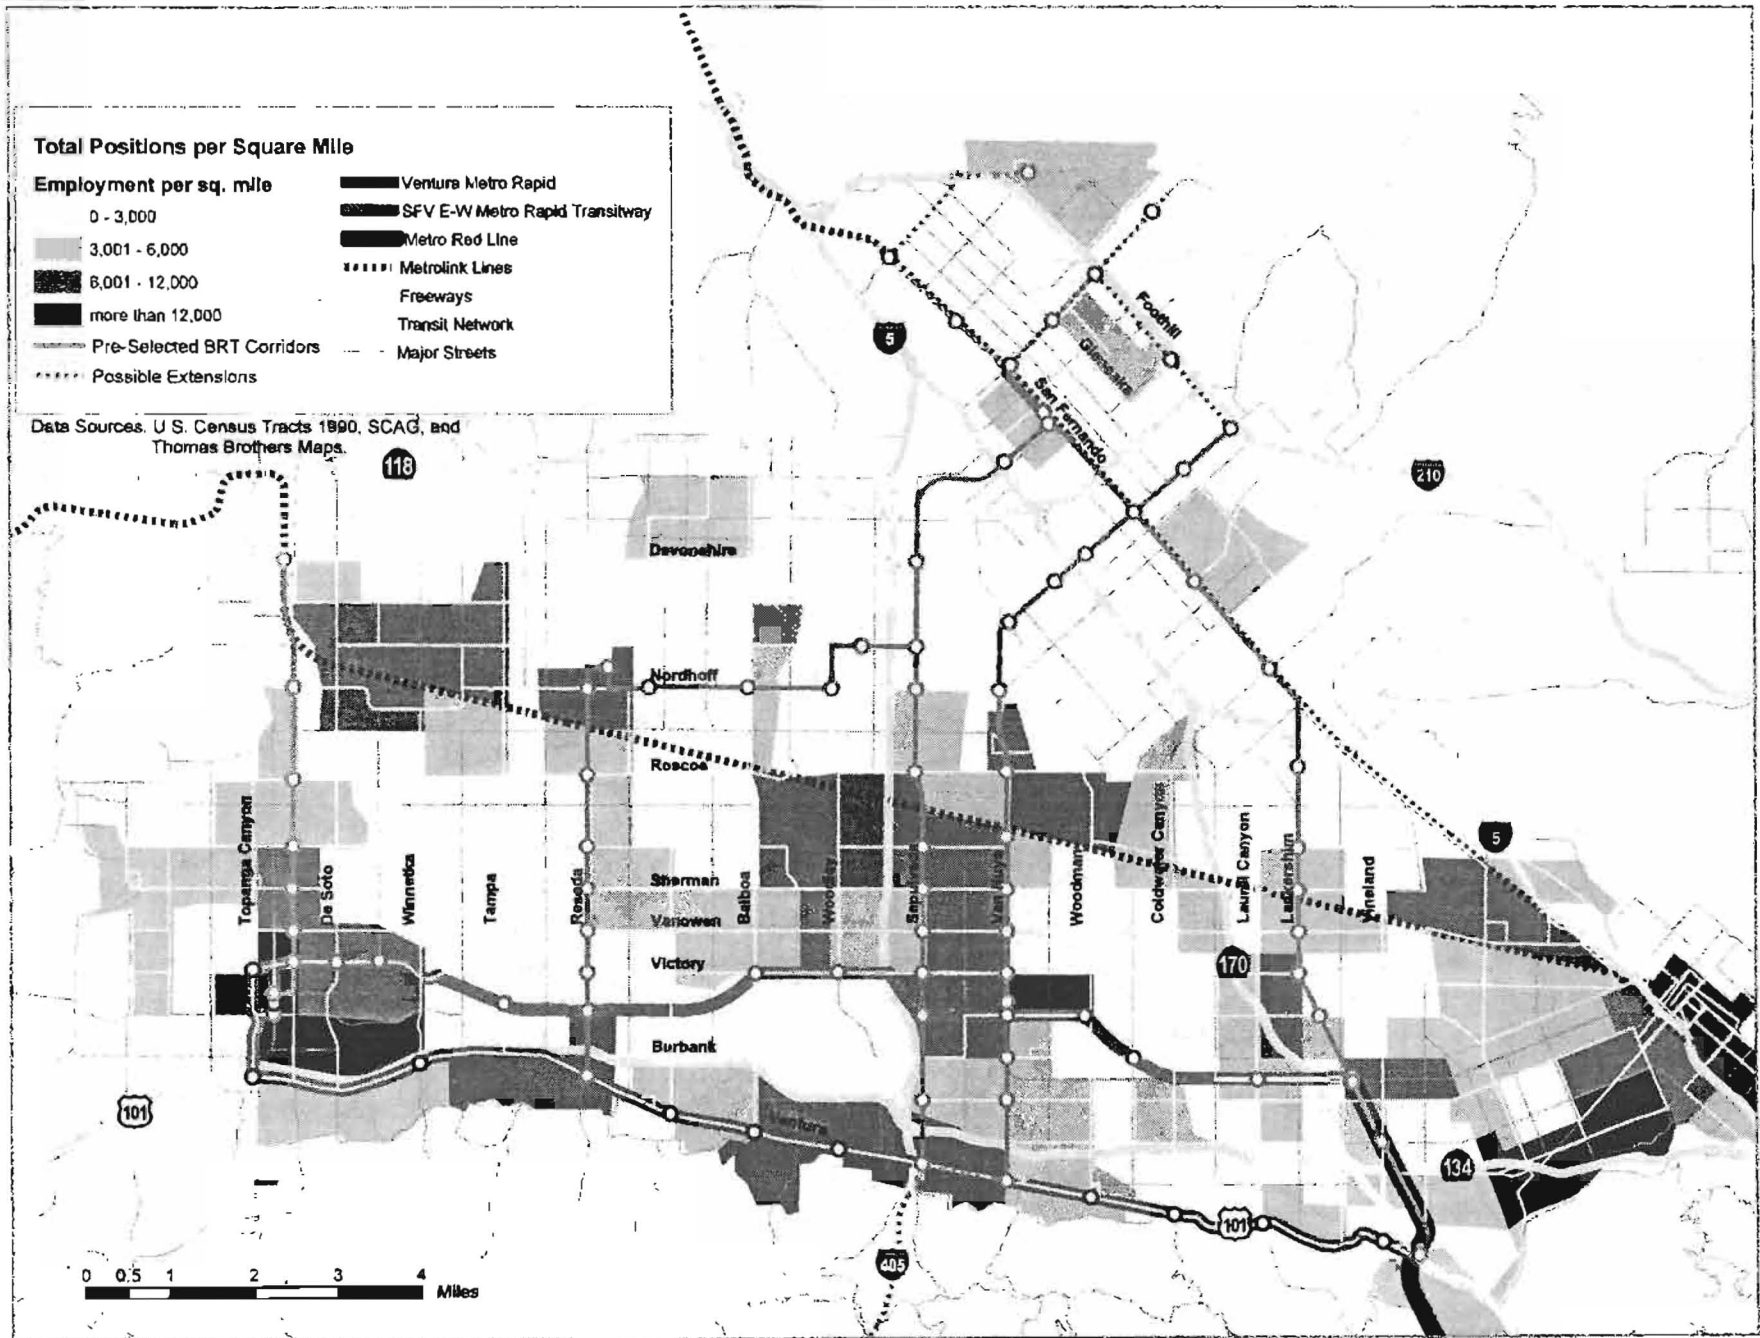 Total Positions per Square Mile
Employment per sq. mile
0 - 3,000
3,001 - 6,000
6,001 - 12,000
more than 12,000
Pre-Selected BRT Corridors
Possible Extensions
Ventura Metro Rapid
SFV E-W Metro Rapid Transitway
Metro Red Line
Metrolink Lines
Freeways
Transit Network
Major Streets
Data Sources. U S. Census Tracts 1990, SCAG, and
Thomas Brothers Maps.
118
5
210
Foothill
Glenoaks
San Fernando
Devonshire
Nordhoff
Roscoe
Topanga Canyon
De Soto
Winnetka
Tampa
Reseda
Sherman
Vanowen
Victory
Balboa
Woodley
Sepulveda
Van Nuys
Woodman
Coldwater Canyon
Laurel Canyon
Lankershim
Vineland
5
170
Burbank
101
Ventura
134
101
405
0 0.5 1 2 3 4
Miles